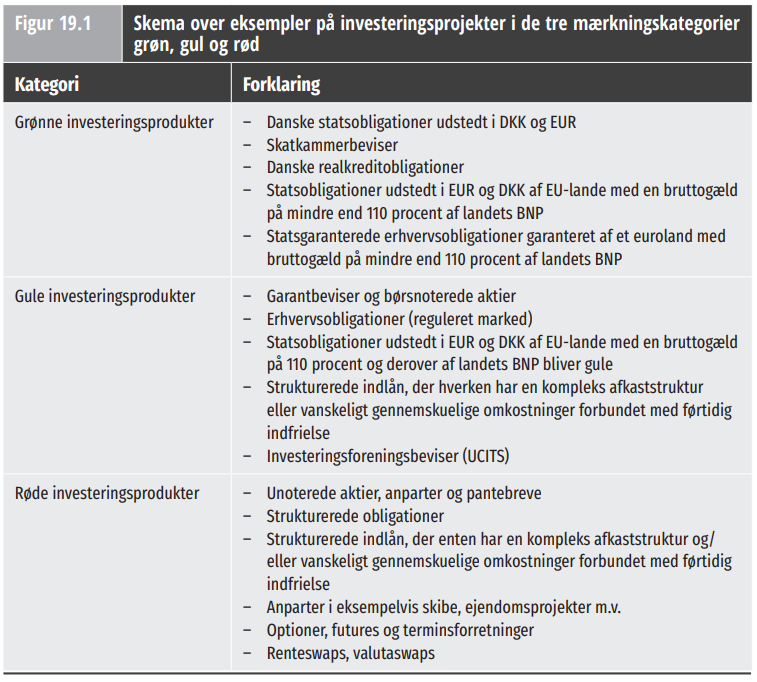 Figur 19.1
Skema over eksempler på investeringsprojekter i de tre mærkningskategorier
grøn, gul og rød
Kategori
Forklaring
Grønne investeringsprodukter
– Danske statsobligationer udstedt i DKK og EUR
– Skatkammerbeviser
– Danske realkreditobligationer
– Statsobligationer udstedt i EUR og DKK af EU-lande med en bruttogæld
på mindre end 110 procent af landets BNP
– Statsgaranterede erhvervsobligationer garanteret af et euroland med
bruttogæld på mindre end 110 procent af landets BNP
Gule investeringsprodukter
– Garantbeviser og børsnoterede aktier
– Erhvervsobligationer (reguleret marked)
– Statsobligationer udstedt i EUR og DKK af EU-lande med en bruttogæld
på 110 procent og derover af landets BNP bliver gule
– Strukturerede indlån, der hverken har en kompleks afkaststruktur
eller vanskeligt gennemskuelige omkostninger forbundet med førtidig
indfrielse
– Investeringsforeningsbeviser (UCITS)
Røde investeringsprodukter
– Unoterede aktier, anparter og pantebreve
– Strukturerede obligationer
– Strukturerede indlån, der enten har en kompleks afkaststruktur og/
eller vanskeligt gennemskuelige omkostninger forbundet med førtidig
indfrielse
– Anparter i eksempelvis skibe, ejendomsprojekter m.v.
– Optioner, futures og terminsforretninger
– Renteswaps, valutaswaps